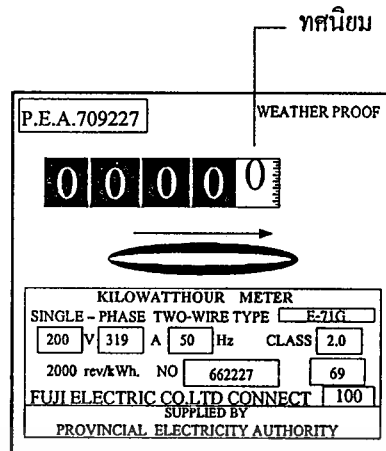 ทศนิยม
P.E.A.709227 WEATHER PROOF
0 0 0 0 0
KILOWATTHOUR METER
SINGLE – PHASE TWO-WIRE TYPE E-71G
200 V 319 A 50 Hz CLASS 2.0
2000 rev/kWh. NO 662227 69
FUJI ELECTRIC CO.LTD CONNECT 100
SUPPLIED BY
PROVINCIAL ELECTRICITY AUTHORITY